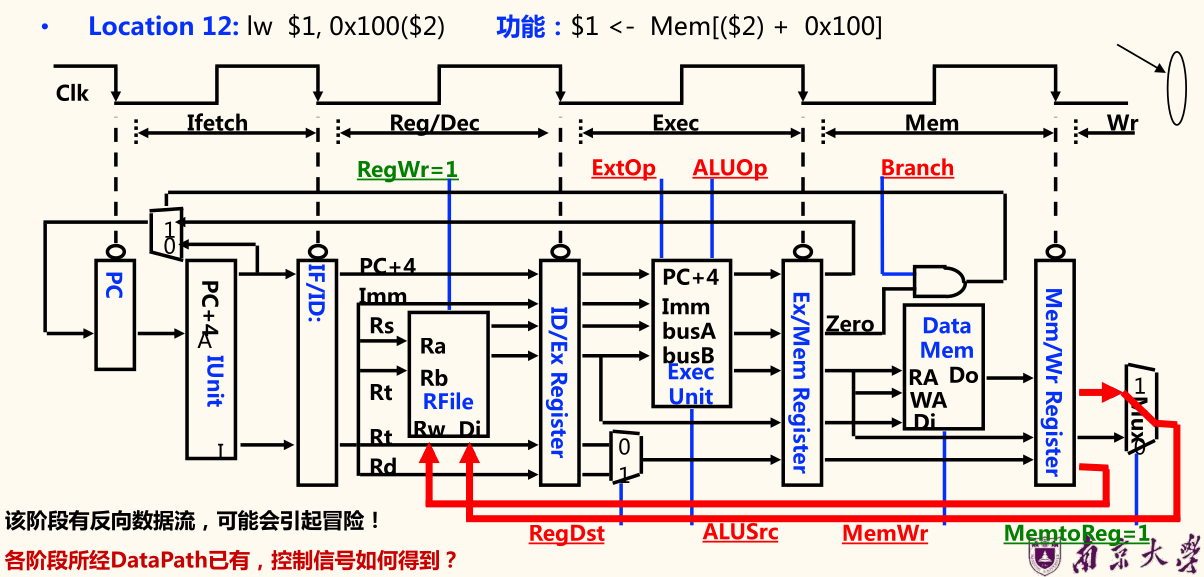 • Location 12: lw $1, 0x100($2) 功能：$1 <- Mem[($2) + 0x100]
Clk
Ifetch Reg/Dec Exec Mem Wr
RegWr=1 ExtOp ALUOp Branch
1
0
PC
PC+4
A
IUnit
I
IF/ID:
PC+4
Imm
Rs
Rt
Rt
Rd
Ra
Rb
RFile
Rw Di
ID/Ex Register
PC+4
Imm
busA
busB
Exec
Unit
0
1
Ex/Mem Register
Zero
Data
Mem
RA Do
WA
Di
Mem/Wr Register
1
Mux
0
该阶段有反向数据流，可能会引起冒险！
RegDst ALUSrc MemWr MemtoReg=1
各阶段所经DataPath已有，控制信号如何得到？
南京大学